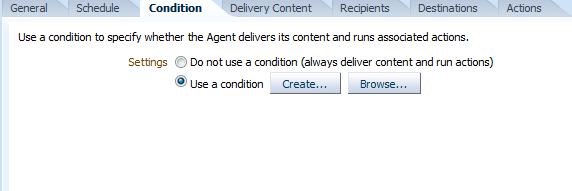 General Schedule Condition Delivery Content Recipients Destinations Actions
Use a condition to specify whether the Agent delivers its content and runs associated actions.
Settings Do not use a condition (always deliver content and run actions)
Use a condition Create... Browse...